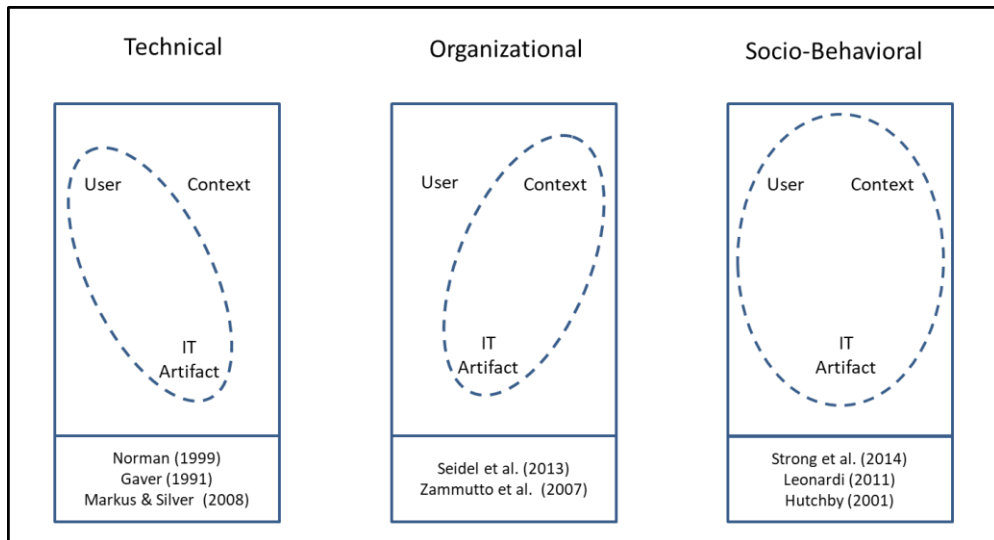 Technical
Organizational
Socio-Behavioral
User
Context
IT
Artifact
User
Context
IT
Artifact
User
Context
IT
Artifact
Norman (1999)
Gaver (1991)
Markus & Silver (2008)
Seidel et al. (2013)
Zammutto et al. (2007)
Strong et al. (2014)
Leonardi (2011)
Hutchby (2001)